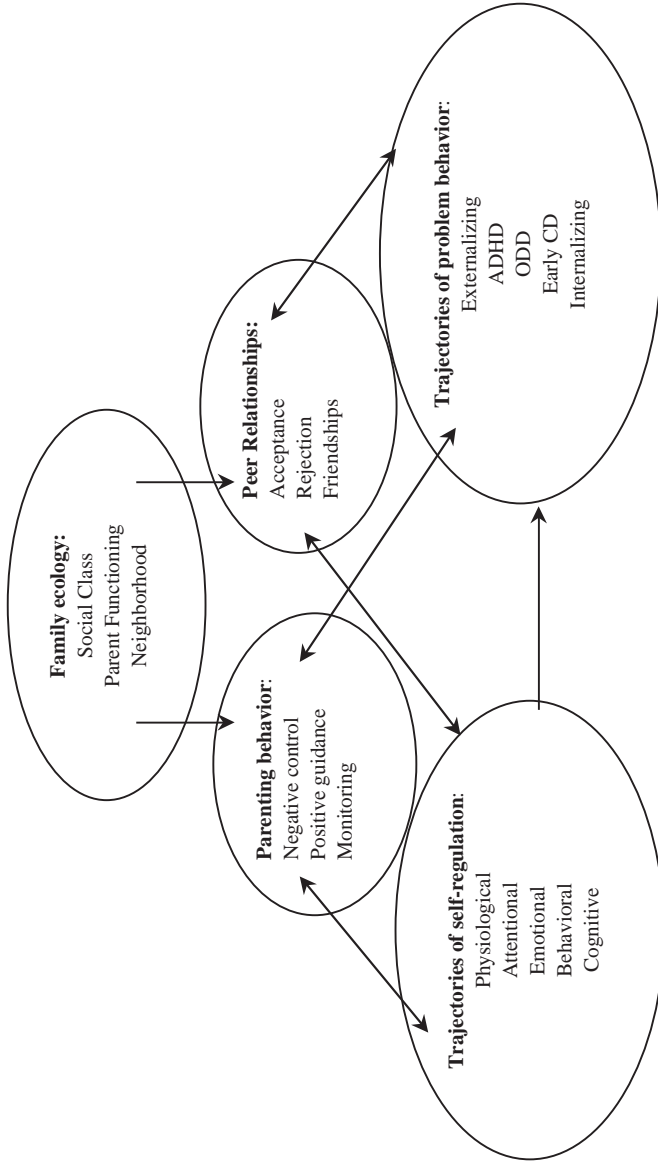 Family ecology:
Social Class
Parent Functioning
Neighborhood
Parenting behavior:
Negative control
Positive guidance
Monitoring
Peer Relationships:
Acceptance
Rejection
Friendships
Trajectories of self-regulation:
Physiological
Attentional
Emotional
Behavioral
Cognitive
Trajectories of problem behavior:
Externalizing
ADHD
ODD
Early CD
Internalizing